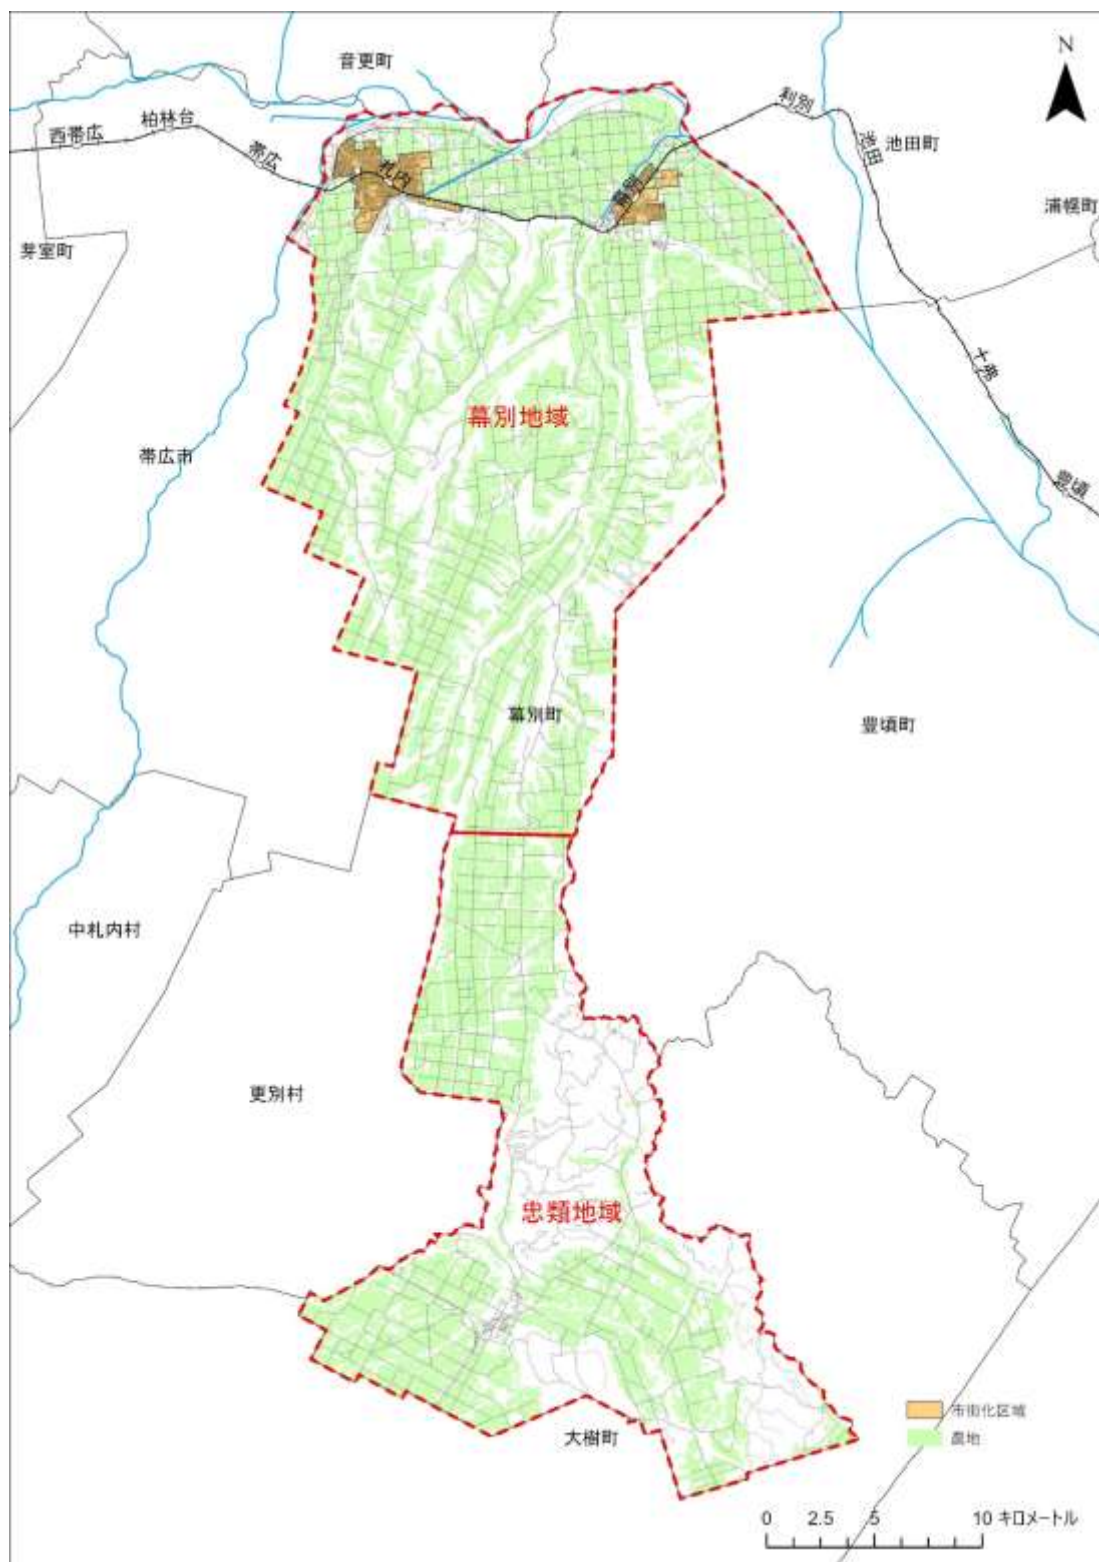 N
音更町
利別
柏林台
西帯広
池田
池田町
帯広
札内
幕別
浦幌町
芽室町
十弗
幕別地域
帯広市
豊頃
幕別町
豊頃町
中札内村
更別村
忠類地域
市街化区域
農地
大樹町
0 2.5 5 10 キロメートル